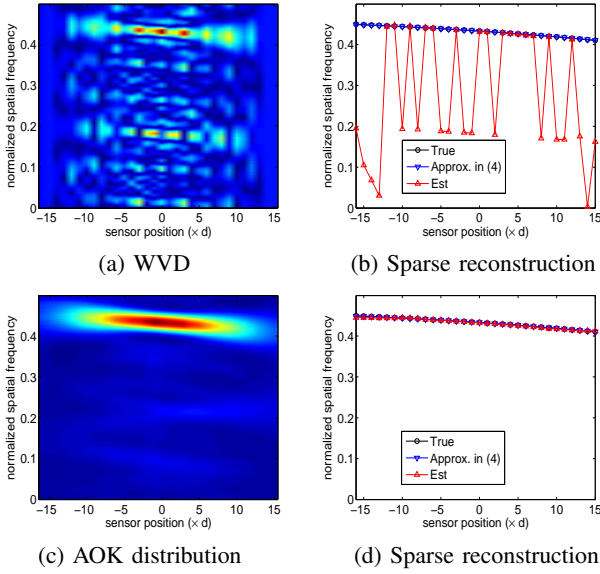 normalized spatial frequency
0.4
0.3
0.2
0.1
0
−15 −10 −5 0 5 10 15
sensor position (× d)
(a) WVD
normalized spatial frequency
0.4
0.3
0.2
0.1
0
−15 −10 −5 0 5 10 15
sensor position (× d)
True
Approx. in (4)
Est
(b) Sparse reconstruction
normalized spatial frequency
0.4
0.3
0.2
0.1
0
−15 −10 −5 0 5 10 15
sensor position (× d)
(c) AOK distribution
normalized spatial frequency
0.4
0.3
0.4
0.1
0
−15 −10 −5 0 5 10 15
sensor position (× d)
True
Approx. in (4)
Est
(d) Sparse reconstruction